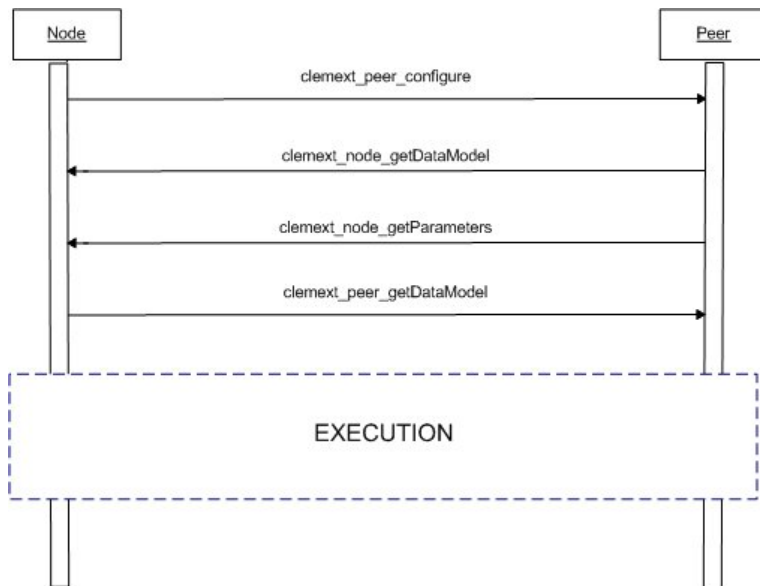 Node
Peer
clemext_peer_configure
clemext_node_getDataModel
clemext_node_getParameters
clemext_peer_getDataModel
EXECUTION